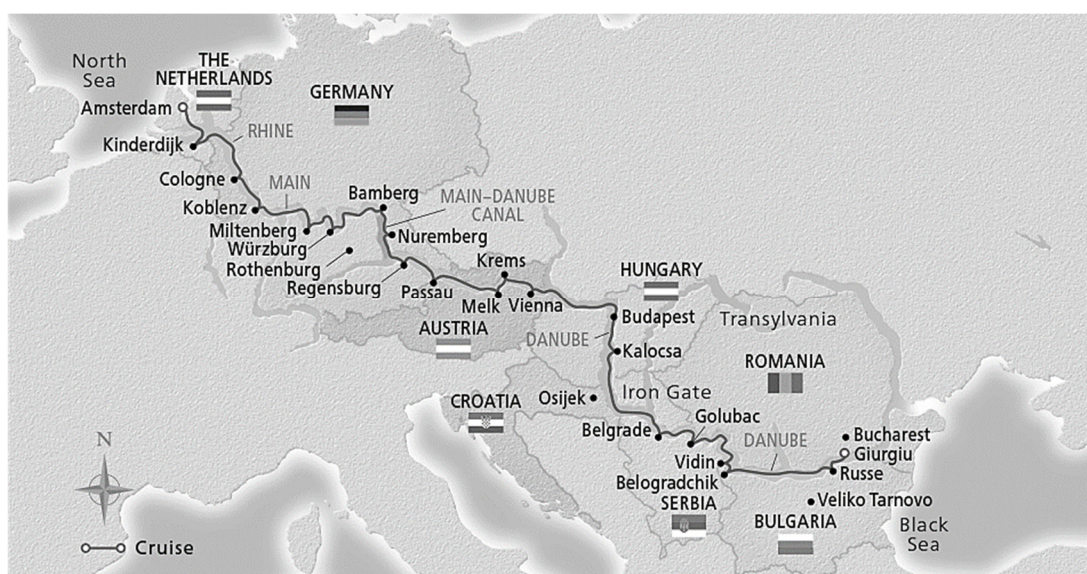 North
Sea
THE
NETHERLANDS
Amsterdam
GERMANY
Kinderdijk
RHINE
Cologne
MAIN
Koblenz
Bamberg
MAIN–DANUBE
CANAL
Miltenberg
Würzburg
Nuremberg
Rothenburg
Regensburg
Krems
Passau
Melk
Vienna
HUNGARY
Budapest
Transylvania
AUSTRIA
DANUBE
Kalocsa
ROMANIA
CROATIA
Osijek
Iron Gate
Golubac
Belgrade
DANUBE
Bucharest
Giurgiu
Vidin
Russe
Belogradchik
SERBIA
Veliko Tarnovo
BULGARIA
Black
Sea
N
Cruise